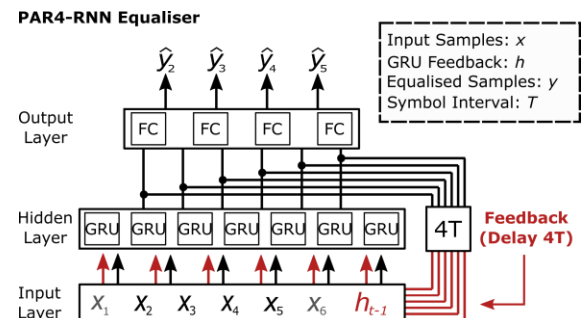 PAR4-RNN Equaliser
Input Samples: x
GRU Feedback: h
Equalised Samples: y
Symbol Interval: T
ŷ2 ŷ3 ŷ4 ŷ5
Output
Layer
FC FC FC FC
Hidden
Layer
GRU GRU GRU GRU GRU GRU GRU
4T
Feedback
(Delay 4T)
Input
Layer
x1 x2 x3 x4 x5 x6 ht-1